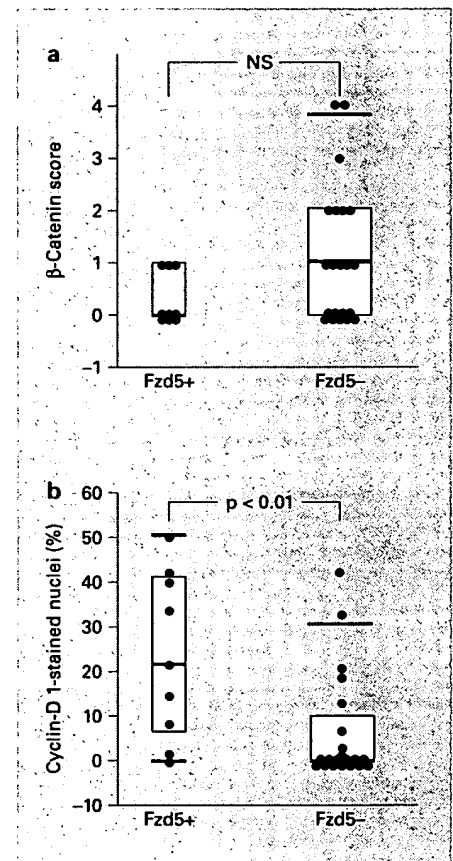 a
NS
β-Catenin score
4
3
2
1
0
–1
Fzd5+
Fzd5–
b
p < 0.01
Cyclin-D 1-stained nuclei (%)
60
50
40
30
20
10
0
–10
Fzd5+
Fzd5–